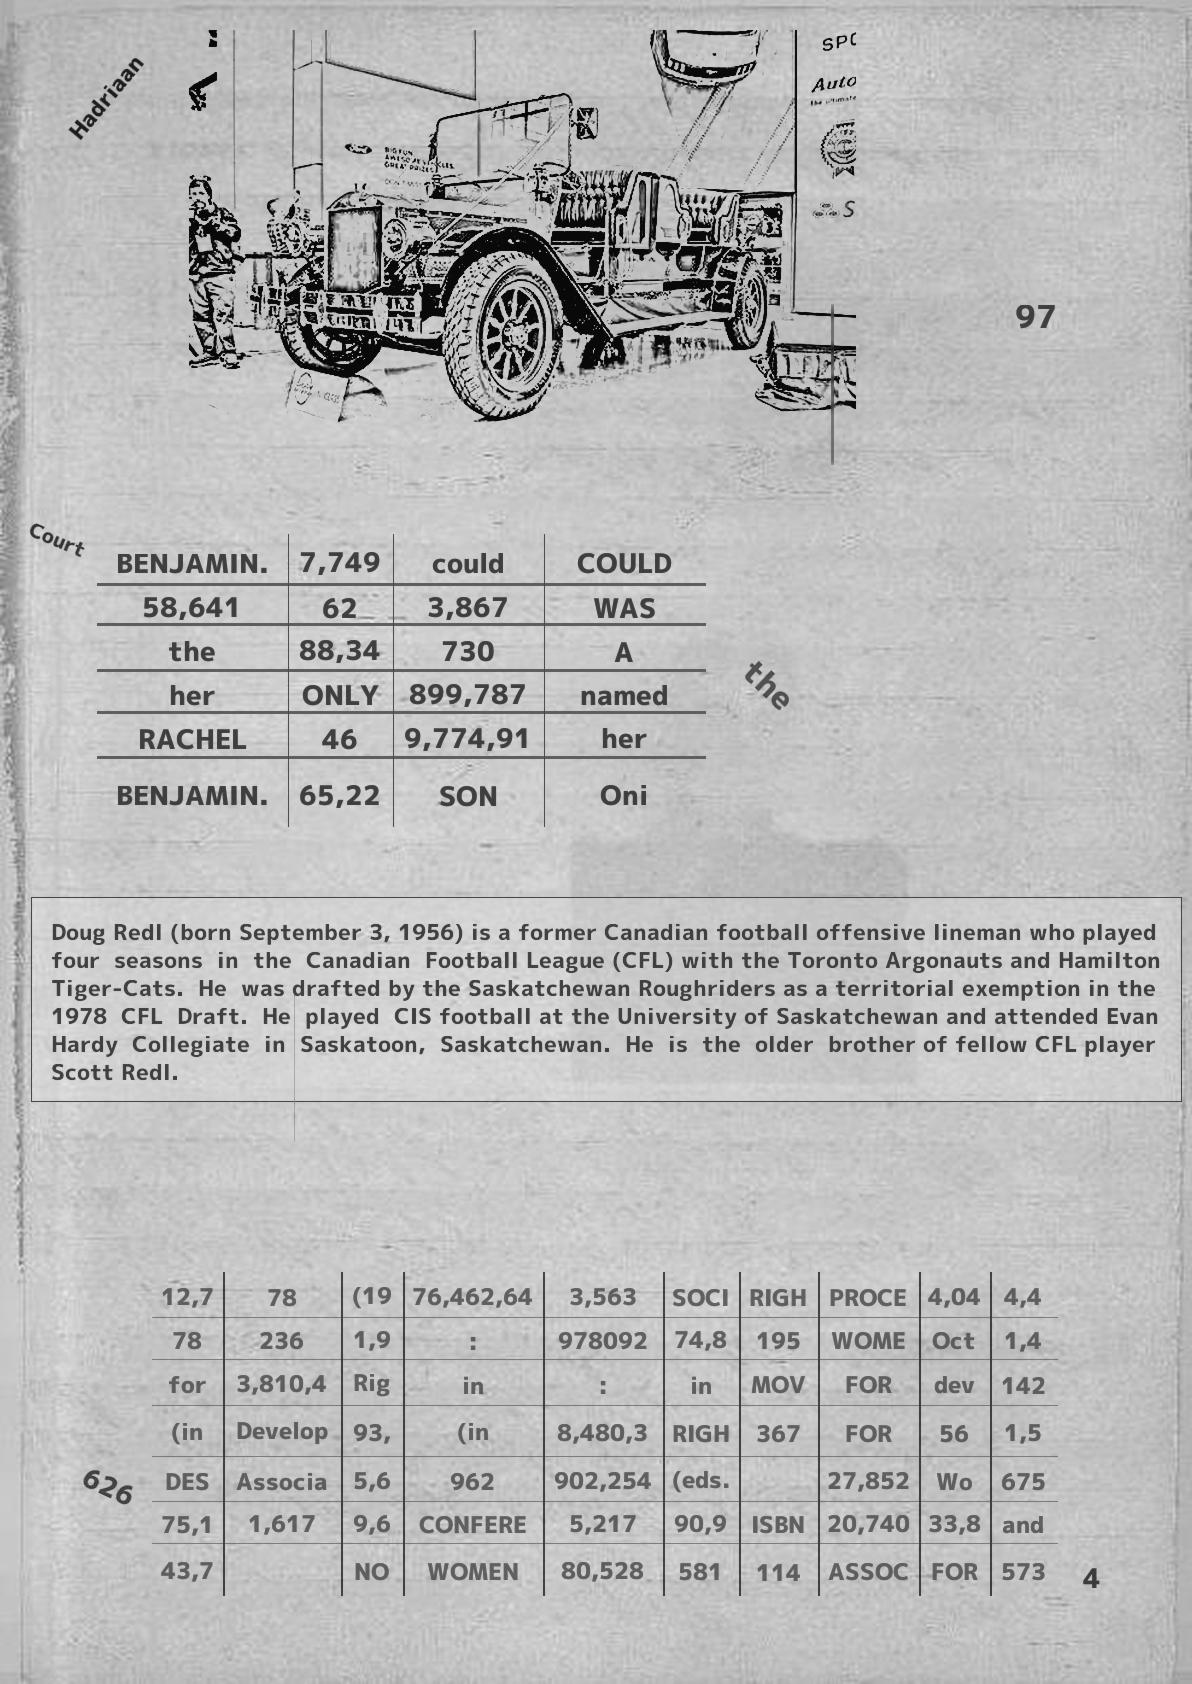 Hadriaan
SPO
Auto
BIG FUN.
GREAT PRIZES
S
97
Court
BENJAMIN. 7,749 could COULD
58,641 62 3,867 WAS
the 88,34 730 A
her ONLY 899,787 named
RACHEL 46 9,774,91 her
BENJAMIN. 65,22 SON Oni
the
Doug Redl (born September 3, 1956) is a former Canadian football offensive lineman who played
four seasons in the Canadian Football League (CFL) with the Toronto Argonauts and Hamilton
Tiger-Cats. He was drafted by the Saskatchewan Roughriders as a territorial exemption in the
1978 CFL Draft. He played CIS football at the University of Saskatchewan and attended Evan
Hardy Collegiate in Saskatoon, Saskatchewan. He is the older brother of fellow CFL player
Scott Redl.
12,7 78 (19 76,462,64 3,563 SOCI RIGH PROCE 4,04 4,4
78 236 1,9 : 978092 74,8 195 WOME Oct 1,4
for 3,810,4 Rig in : in MOV FOR dev 142
(in Develop 93, (in 8,480,3 RIGH 367 FOR 56 1,5
DES Associa 5,6 962 902,254 (eds. 27,852 Wo 675
75,1 1,617 9,6 CONFERE 5,217 90,9 ISBN 20,740 33,8 and
43,7 NO WOMEN 80,528 581 114 ASSOC FOR 573
626
4